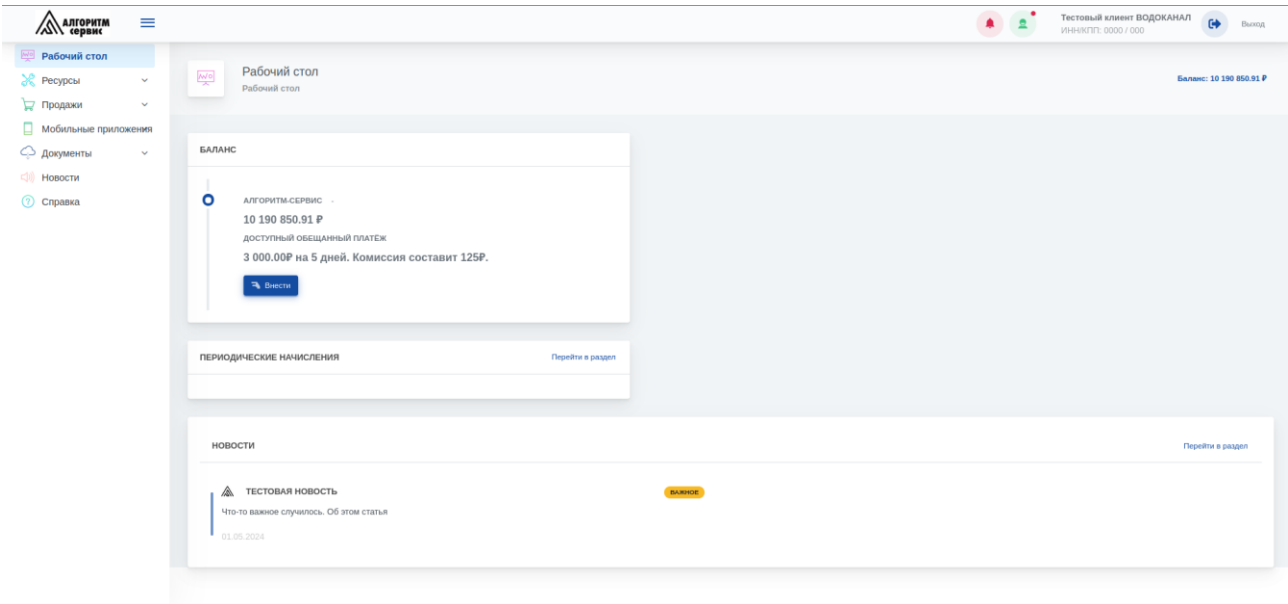 АЛГОРИТМ
сервис
Тестовый клиент ВОДОКАНАЛ
ИНН/КПП: 0000 / 000
Выход
Рабочий стол
Ресурсы
Продажи
Мобильные приложения
Документы
Новости
Справка
Рабочий стол
Рабочий стол
Баланс: 10 190 850.91 ₽
БАЛАНС
АЛГОРИТМ-СЕРВИС -
10 190 850.91 ₽
ДОСТУПНЫЙ ОБЕЩАННЫЙ ПЛАТЁЖ
3 000.00₽ на 5 дней. Комиссия составит 125₽.
Внести
ПЕРИОДИЧЕСКИЕ НАЧИСЛЕНИЯ Перейти в раздел
НОВОСТИ Перейти в раздел
ТЕСТОВАЯ НОВОСТЬ ВАЖНОЕ
Что-то важное случилось. Об этом статья
01.05.2024